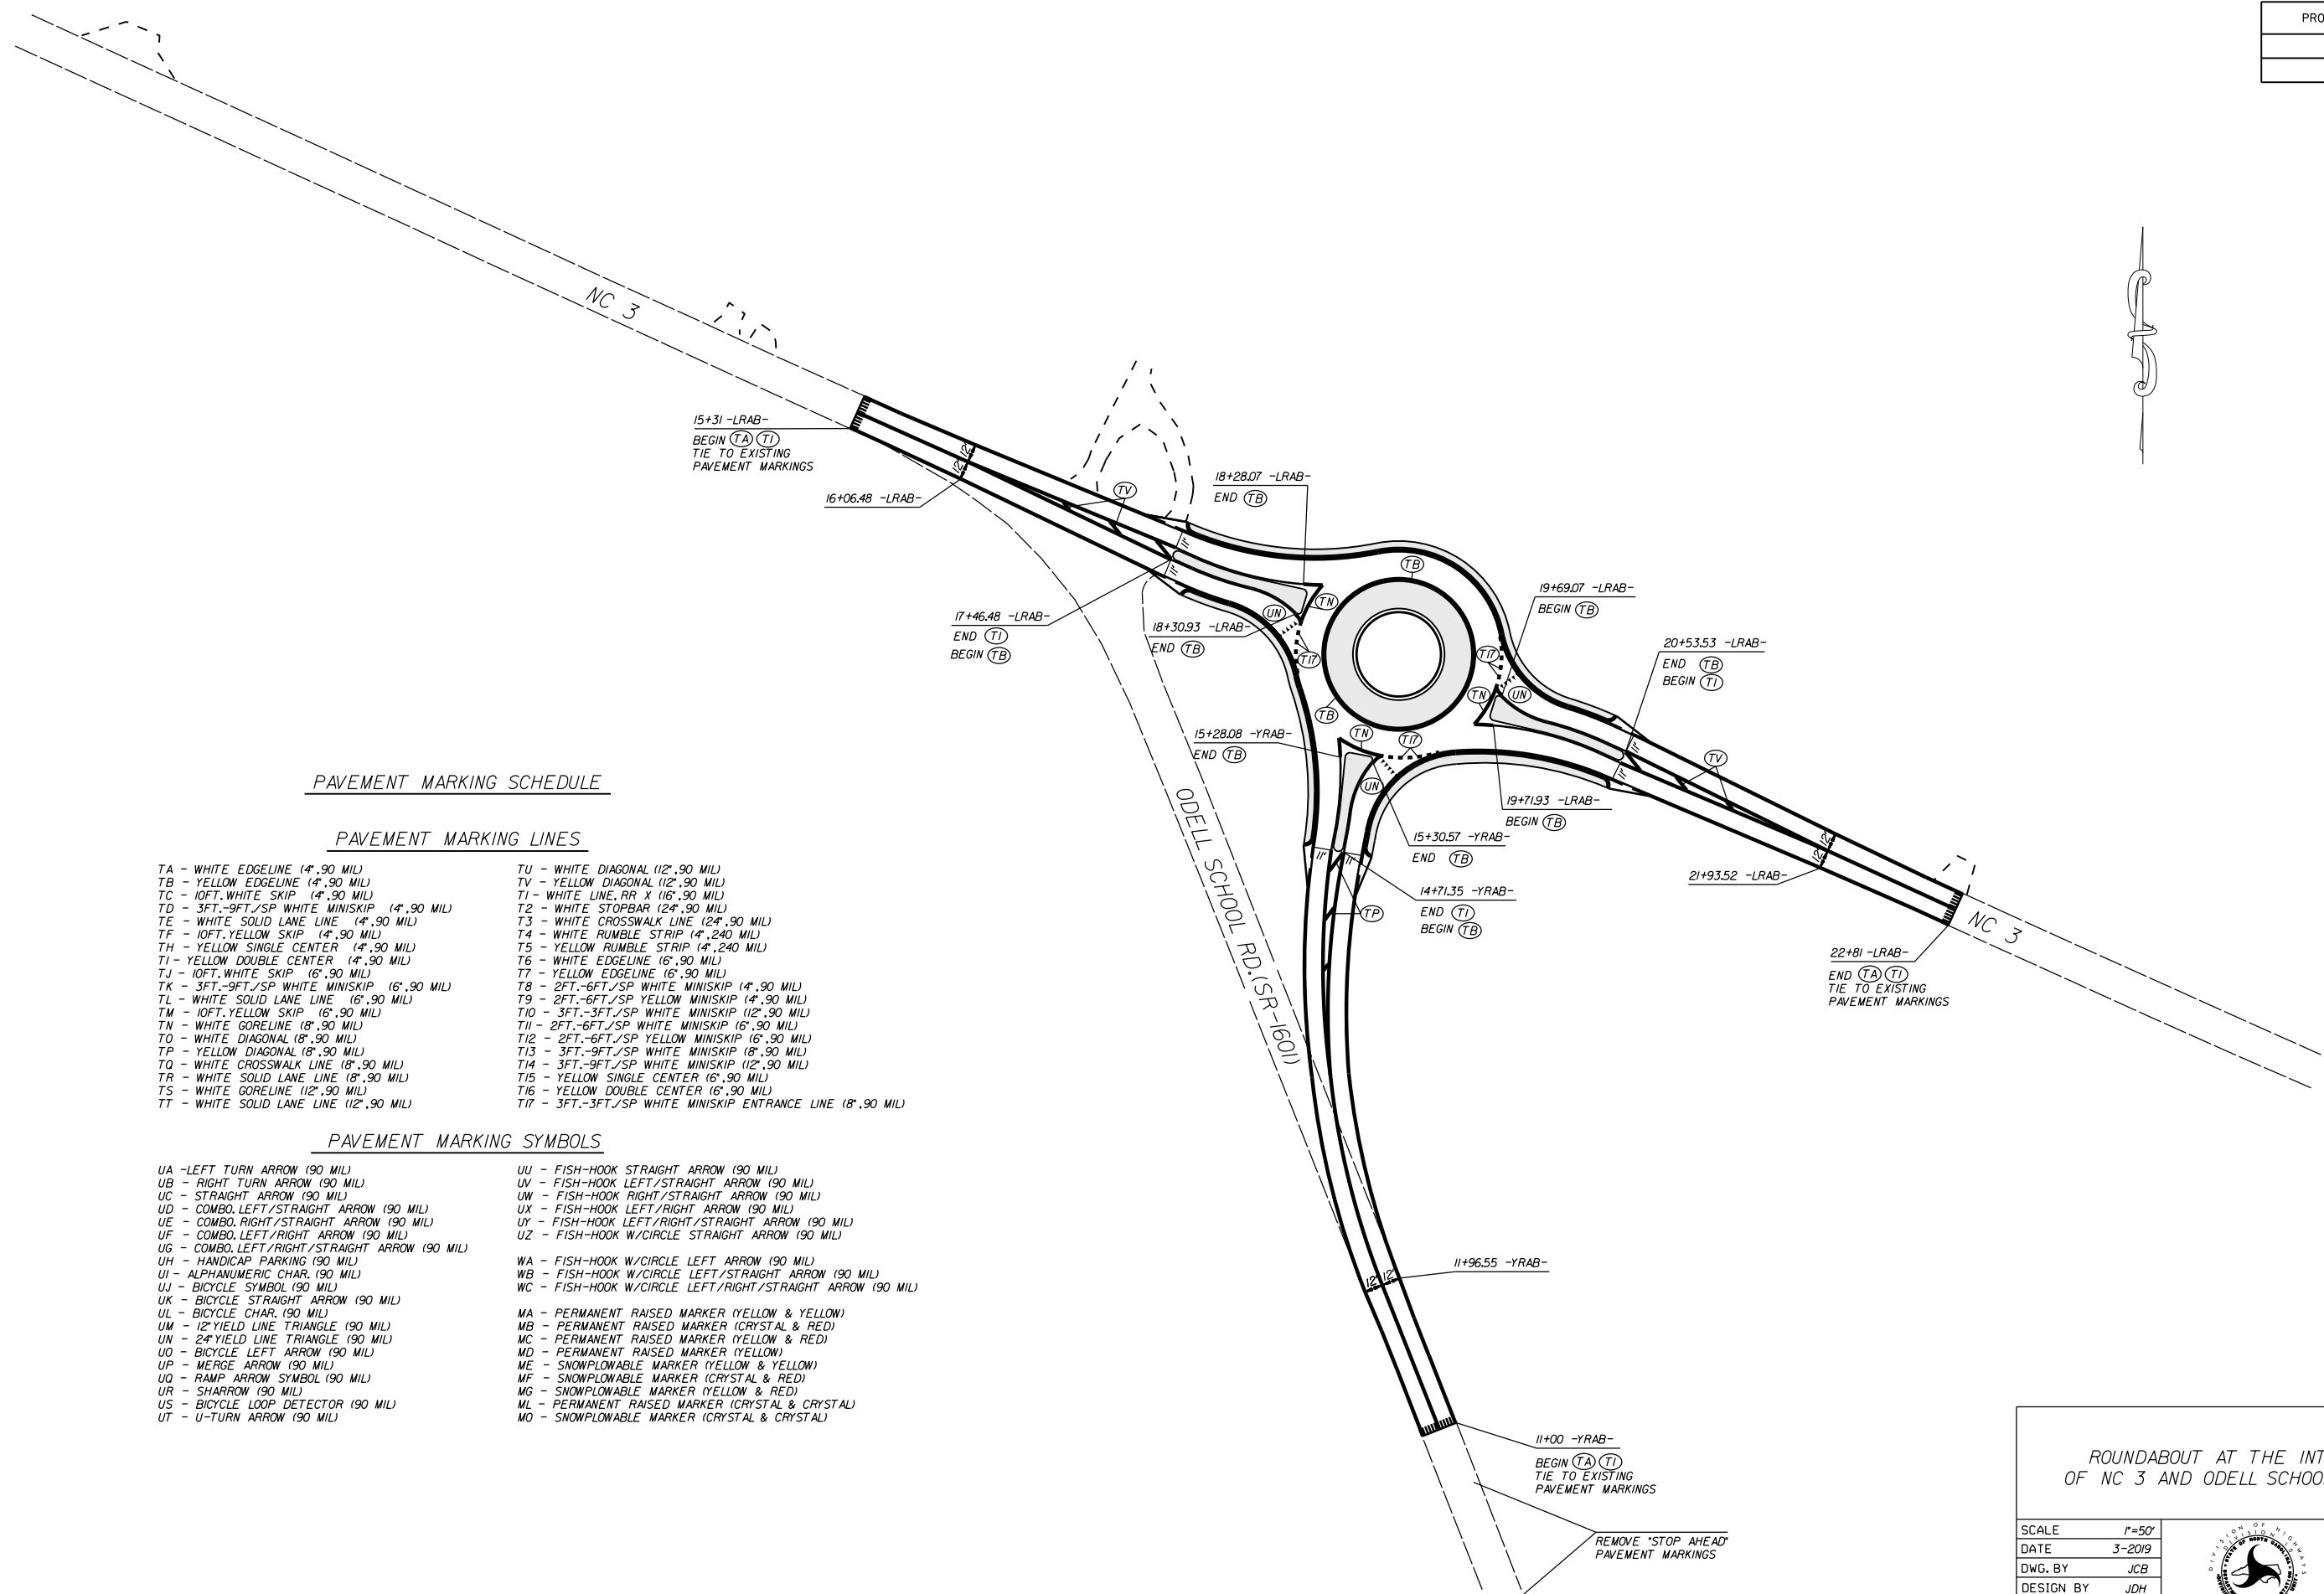 PRO
NC 3
15+31 -LRAB-
BEGIN TA TI
TIE TO EXISTING
PAVEMENT MARKINGS
12'
12'
16+06.48 -LRAB-
TV
18+28.07 -LRAB-
END TB
11'
11'
TB
19+69.07 -LRAB-
BEGIN TB
17+46.48 -LRAB-
END TI
BEGIN TB
UN
TN
18+30.93 -LRAB-
END TB
T17
T17
20+53.53 -LRAB-
END TB
BEGIN TI
TN
UN
TB
15+28.08 -YRAB-
END TB
TN
T17
11'
11'
TV
UN
19+71.93 -LRAB-
BEGIN TB
15+30.57 -YRAB-
END TB
11'
11'
12'
12'
21+93.52 -LRAB-
14+71.35 -YRAB-
END TI
BEGIN TB
TP
NC 3
22+81 -LRAB-
END TA TI
TIE TO EXISTING
PAVEMENT MARKINGS
ODELL SCHOOL RD.(SR-1601)
PAVEMENT MARKING SCHEDULE
PAVEMENT MARKING LINES
TA - WHITE EDGELINE (4",90 MIL)
TB - YELLOW EDGELINE (4",90 MIL)
TC - 10FT.WHITE SKIP (4",90 MIL)
TD - 3FT.-9FT./SP WHITE MINISKIP (4",90 MIL)
TE - WHITE SOLID LANE LINE (4",90 MIL)
TF - 10FT.YELLOW SKIP (4",90 MIL)
TH - YELLOW SINGLE CENTER (4",90 MIL)
TI - YELLOW DOUBLE CENTER (4",90 MIL)
TJ - 10FT.WHITE SKIP (6",90 MIL)
TK - 3FT.-9FT./SP WHITE MINISKIP (6",90 MIL)
TL - WHITE SOLID LANE LINE (6",90 MIL)
TM - 10FT.YELLOW SKIP (6",90 MIL)
TN - WHITE GORELINE (8",90 MIL)
TO - WHITE DIAGONAL (8",90 MIL)
TP - YELLOW DIAGONAL (8",90 MIL)
TQ - WHITE CROSSWALK LINE (8",90 MIL)
TR - WHITE SOLID LANE LINE (8",90 MIL)
TS - WHITE GORELINE (12",90 MIL)
TT - WHITE SOLID LANE LINE (12",90 MIL)
TU - WHITE DIAGONAL (12",90 MIL)
TV - YELLOW DIAGONAL (12",90 MIL)
T1 - WHITE LINE, RR X (16",90 MIL)
T2 - WHITE STOPBAR (24",90 MIL)
T3 - WHITE CROSSWALK LINE (24",90 MIL)
T4 - WHITE RUMBLE STRIP (4",240 MIL)
T5 - YELLOW RUMBLE STRIP (4",240 MIL)
T6 - WHITE EDGELINE (6",90 MIL)
T7 - YELLOW EDGELINE (6",90 MIL)
T8 - 2FT.-6FT./SP WHITE MINISKIP (4",90 MIL)
T9 - 2FT.-6FT./SP YELLOW MINISKIP (4",90 MIL)
T10 - 3FT.-3FT./SP WHITE MINISKIP (12",90 MIL)
T11 - 2FT.-6FT./SP WHITE MINISKIP (6",90 MIL)
T12 - 2FT.-6FT./SP YELLOW MINISKIP (6",90 MIL)
T13 - 3FT.-9FT./SP WHITE MINISKIP (8",90 MIL)
T14 - 3FT.-9FT./SP WHITE MINISKIP (12",90 MIL)
T15 - YELLOW SINGLE CENTER (6",90 MIL)
T16 - YELLOW DOUBLE CENTER (6",90 MIL)
T17 - 3FT.-3FT./SP WHITE MINISKIP ENTRANCE LINE (8",90 MIL)
PAVEMENT MARKING SYMBOLS
UA -LEFT TURN ARROW (90 MIL)
UB - RIGHT TURN ARROW (90 MIL)
UC - STRAIGHT ARROW (90 MIL)
UD - COMBO. LEFT/STRAIGHT ARROW (90 MIL)
UE - COMBO. RIGHT/STRAIGHT ARROW (90 MIL)
UF - COMBO. LEFT/RIGHT ARROW (90 MIL)
UG - COMBO. LEFT/RIGHT/STRAIGHT ARROW (90 MIL)
UH - HANDICAP PARKING (90 MIL)
UI - ALPHANUMERIC CHAR. (90 MIL)
UJ - BICYCLE SYMBOL (90 MIL)
UK - BICYCLE STRAIGHT ARROW (90 MIL)
UL - BICYCLE CHAR. (90 MIL)
UM - 12" YIELD LINE TRIANGLE (90 MIL)
UN - 24" YIELD LINE TRIANGLE (90 MIL)
UO - BICYCLE LEFT ARROW (90 MIL)
UP - MERGE ARROW (90 MIL)
UQ - RAMP ARROW SYMBOL (90 MIL)
UR - SHARROW (90 MIL)
US - BICYCLE LOOP DETECTOR (90 MIL)
UT - U-TURN ARROW (90 MIL)
UU - FISH-HOOK STRAIGHT ARROW (90 MIL)
UV - FISH-HOOK LEFT/STRAIGHT ARROW (90 MIL)
UW - FISH-HOOK RIGHT/STRAIGHT ARROW (90 MIL)
UX - FISH-HOOK LEFT/RIGHT ARROW (90 MIL)
UY - FISH-HOOK LEFT/RIGHT/STRAIGHT ARROW (90 MIL)
UZ - FISH-HOOK W/CIRCLE STRAIGHT ARROW (90 MIL)
WA - FISH-HOOK W/CIRCLE LEFT ARROW (90 MIL)
WB - FISH-HOOK W/CIRCLE LEFT/STRAIGHT ARROW (90 MIL)
WC - FISH-HOOK W/CIRCLE LEFT/RIGHT/STRAIGHT ARROW (90 MIL)
MA - PERMANENT RAISED MARKER (YELLOW & YELLOW)
MB - PERMANENT RAISED MARKER (CRYSTAL & RED)
MC - PERMANENT RAISED MARKER (YELLOW & RED)
MD - PERMANENT RAISED MARKER (YELLOW)
ME - SNOWPLOWABLE MARKER (YELLOW & YELLOW)
MF - SNOWPLOWABLE MARKER (CRYSTAL & RED)
MG - SNOWPLOWABLE MARKER (YELLOW & RED)
ML - PERMANENT RAISED MARKER (CRYSTAL & CRYSTAL)
MO - SNOWPLOWABLE MARKER (CRYSTAL & CRYSTAL)
12'
12'
11+96.55 -YRAB-
11+00 -YRAB-
BEGIN TA TI
TIE TO EXISTING
PAVEMENT MARKINGS
REMOVE "STOP AHEAD"
PAVEMENT MARKINGS
ROUNDABOUT AT THE INT
OF NC 3 AND ODELL SCHOO
SCALE 1"=50'
DATE 3-2019
DWG. BY JCB
DESIGN BY JDH
DIVISION OF HIGHWAYS
STATE OF NORTH CAROLINA